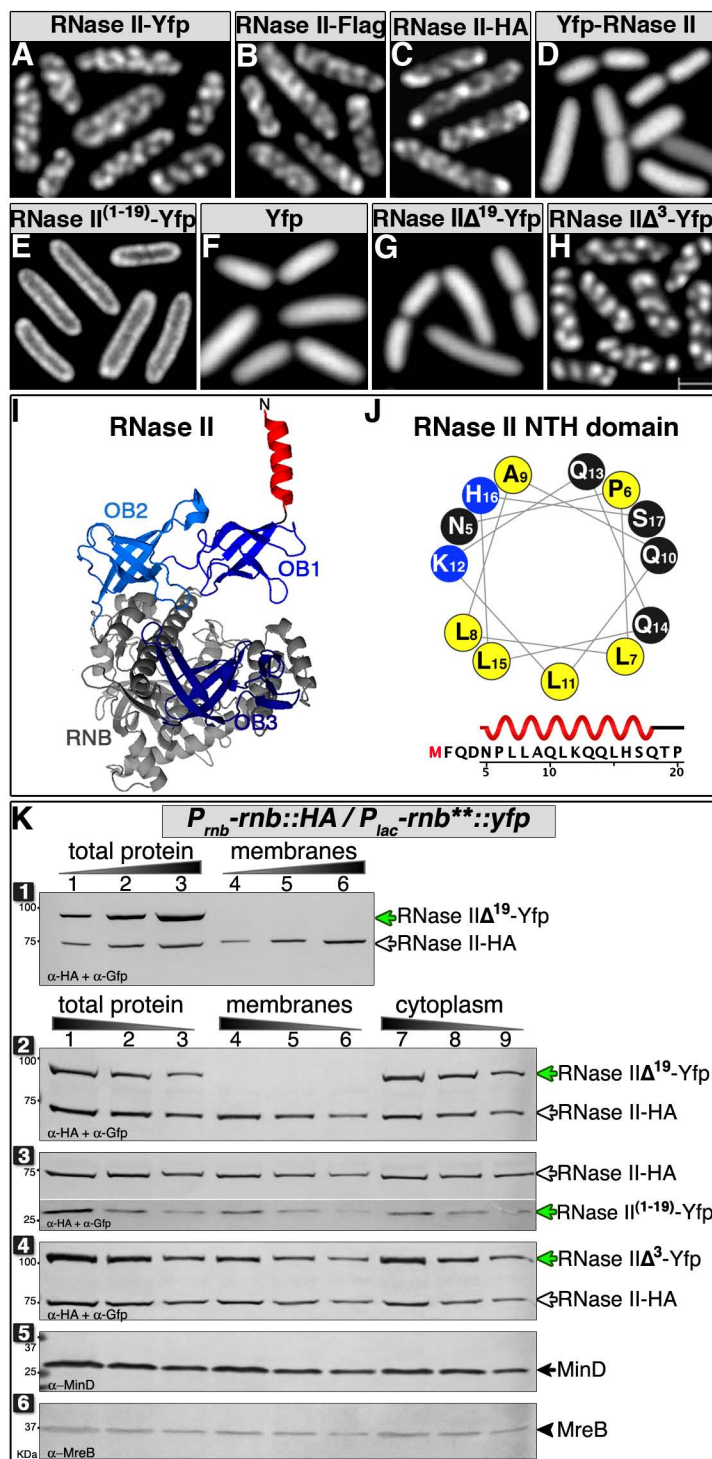 RNase II-Yfp
RNase II-Flag
RNase II-HA
Yfp-RNase II
A
B
C
D
RNase II(1-19)-Yfp
Yfp
RNase IIΔ19-Yfp
RNase IIΔ3-Yfp
E
F
G
H
I
RNase II
N
OB2
OB1
RNB
OB3
J
RNase II NTH domain
A9
Q13
H16
P6
N5
S17
K12
Q10
L8
Q14
L15
L7
L11
MFQDNPLLAQLKQQLHSQTP
5 10 20
K
Prnb-rnb::HA / Plac-rnb**::yfp
total protein membranes
1 2 3 4 5 6
1
100
75
RNase IIΔ19-Yfp
RNase II-HA
α-HA + α-Gfp
total protein membranes cytoplasm
1 2 3 4 5 6 7 8 9
2
100
75
RNase IIΔ19-Yfp
RNase II-HA
α-HA + α-Gfp
3
75
RNase II-HA
25
RNase II(1-19)-Yfp
α-HA + α-Gfp
4
100
RNase IIΔ3-Yfp
75
RNase II-HA
α-HA + α-Gfp
5
37
25
MinD
α-MinD
6
37
MreB
KDa
α-MreB